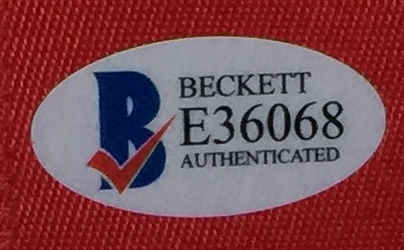 B
BECKETT
E36068
AUTHENTICATED